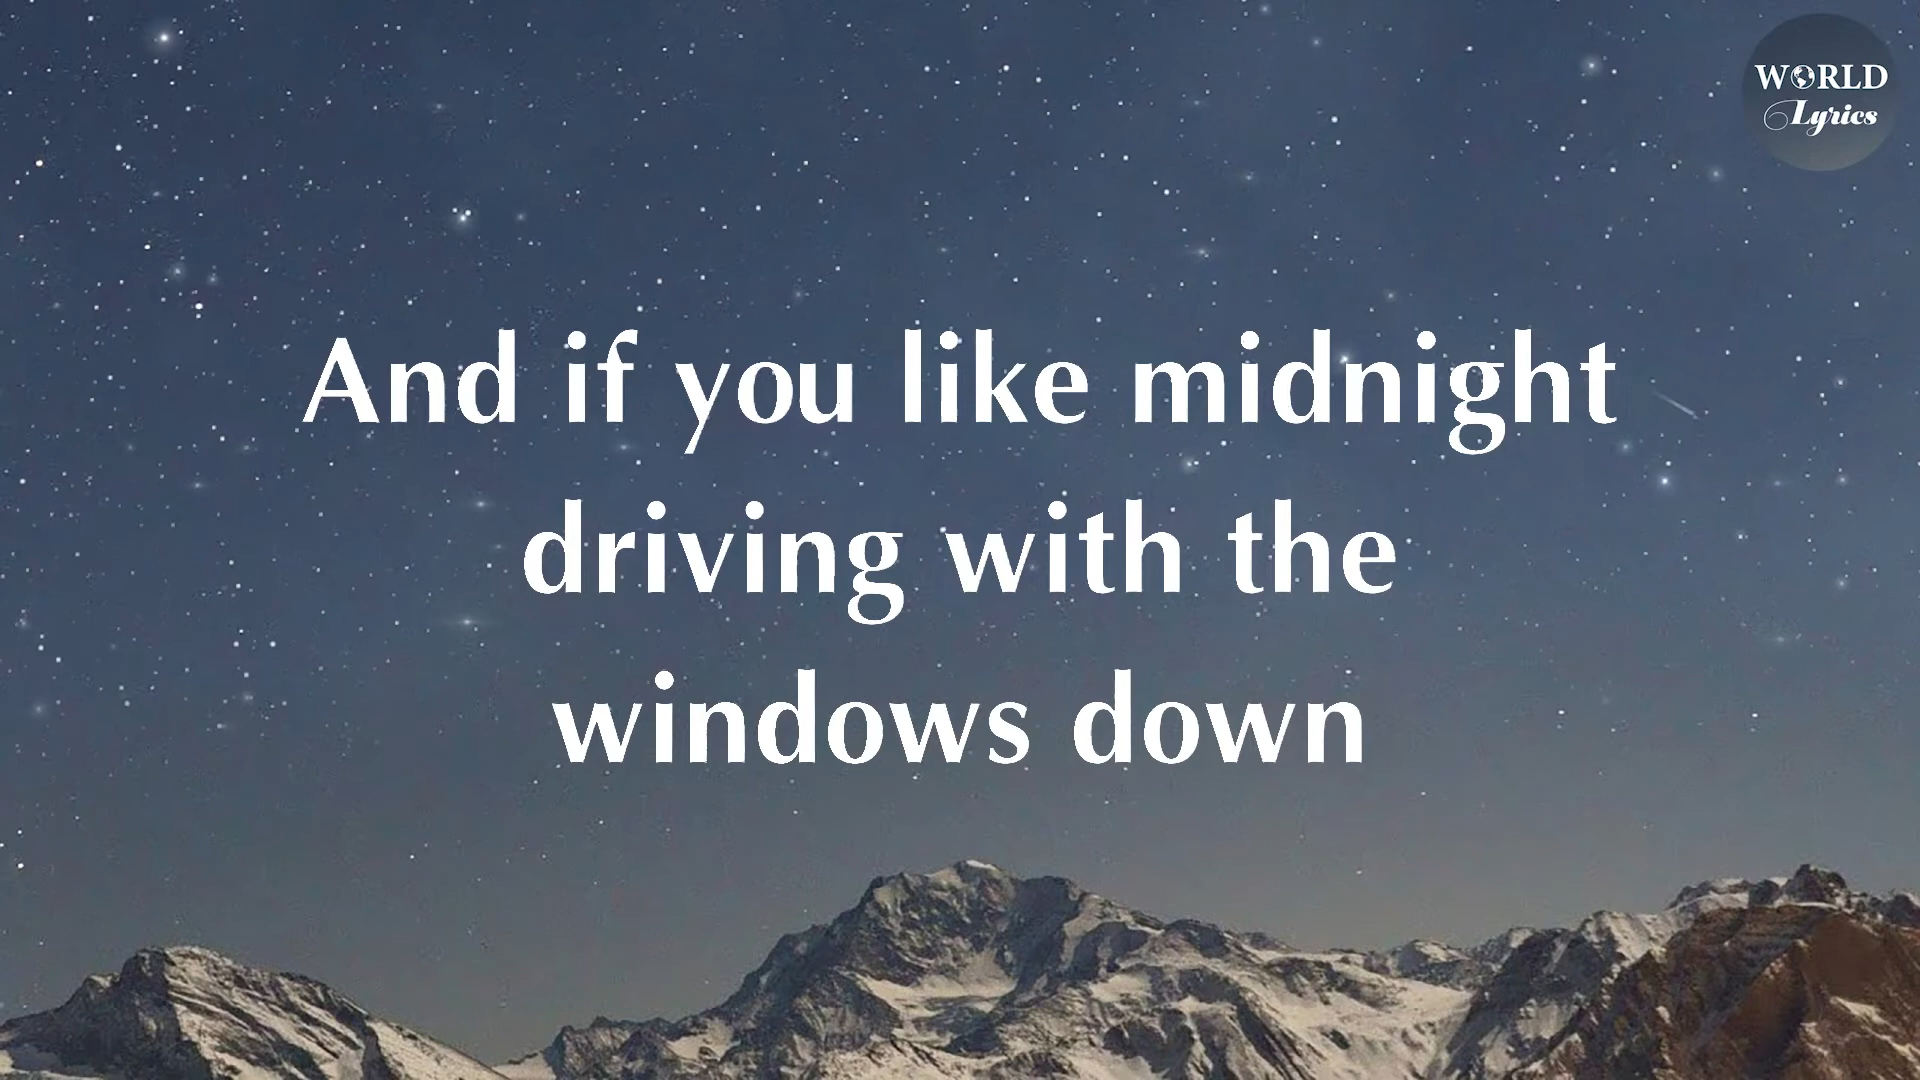 WORLD
Lyrics
And if you like midnight
driving with the
windows down